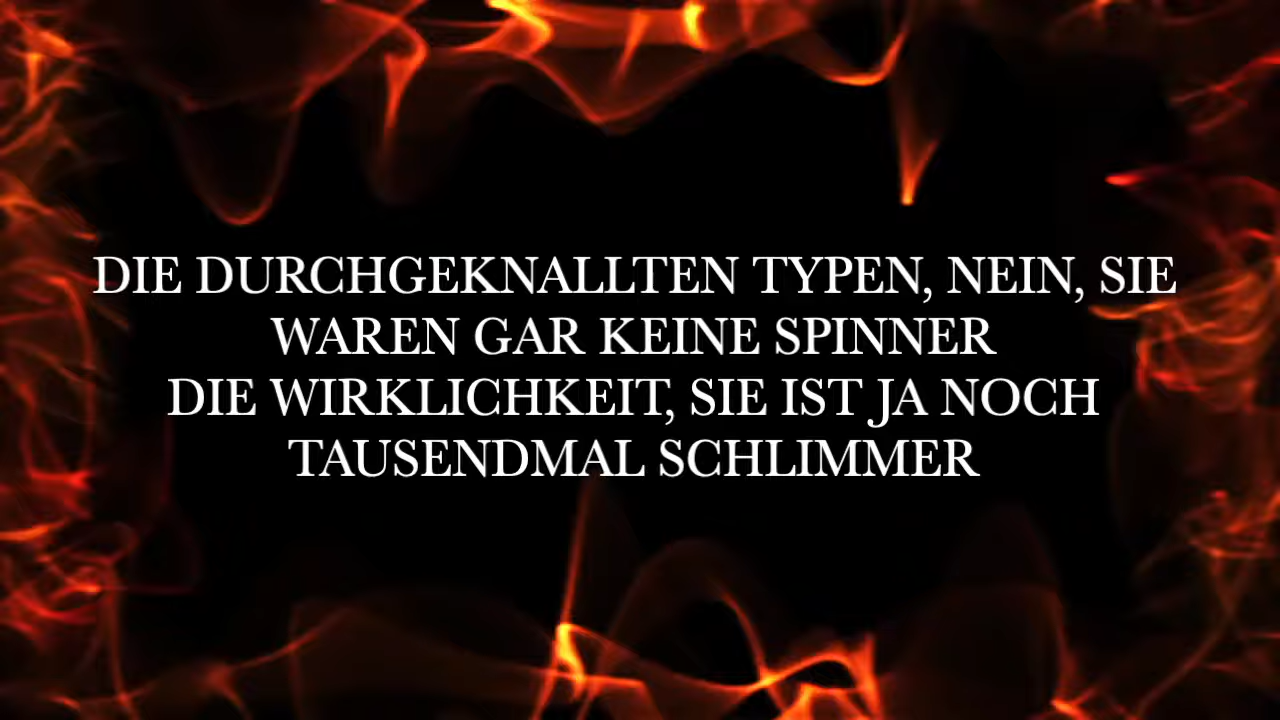 DIE DURCHGEKNALLTEN TYPEN, NEIN, SIE
WAREN GAR KEINE SPINNER
DIE WIRKLICHKEIT, SIE IST JA NOCH
TAUSENDMAL SCHLIMMER